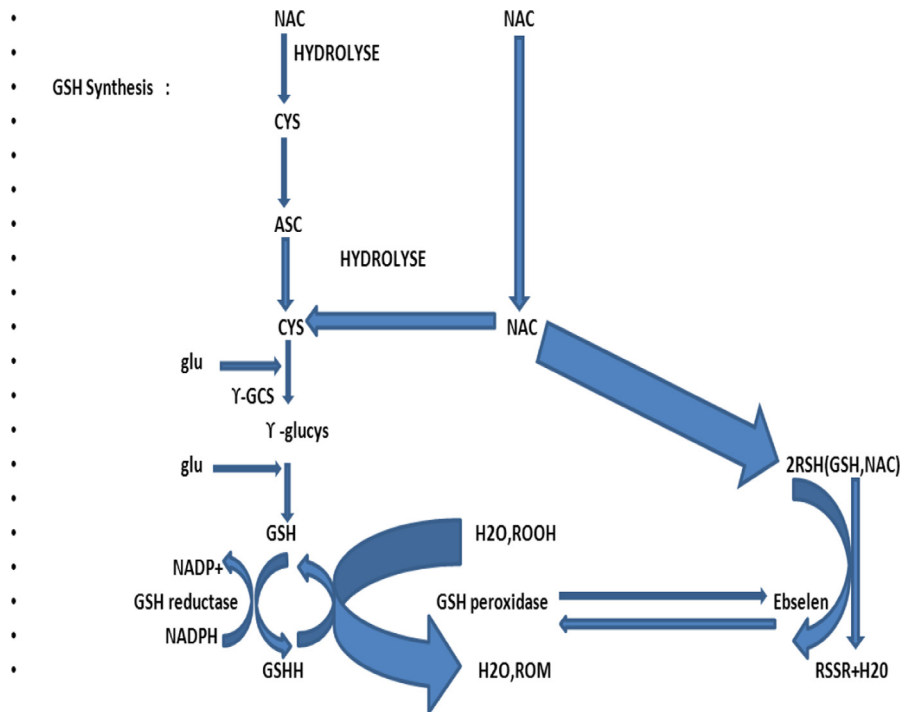 NAC NAC
HYDROLYSE
GSH Synthesis :
CYS
ASC
HYDROLYSE
CYS NAC
glu
ϒ-GCS
ϒ -glucys
glu 2RSH(GSH,NAC)
GSH H2O,ROOH
NADP+
GSH reductase GSH peroxidase Ebselen
NADPH
GSHH H2O,ROM RSSR+H20